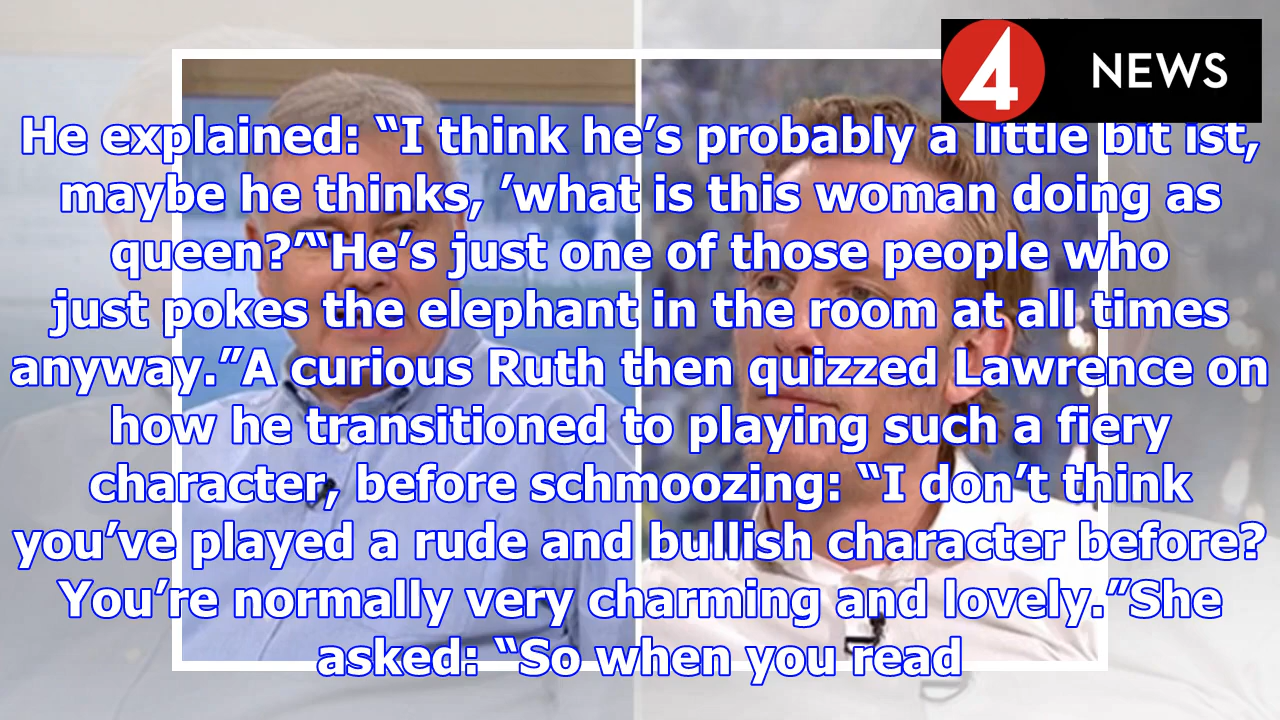 4 NEWS
He explained: “I think he’s probably a little bit ist,
maybe he thinks, ’what is this woman doing as
queen?’“‘He’s just one of those people who
just pokes the elephant in the room at all times
anyway.”A curious Ruth then quizzed Lawrence on
how he transitioned to playing such a fiery
character, before schmoozing: “I don’t think
you’ve played a rude and bullish character before?
You’re normally very charming and lovely.”She
asked: “So when you read